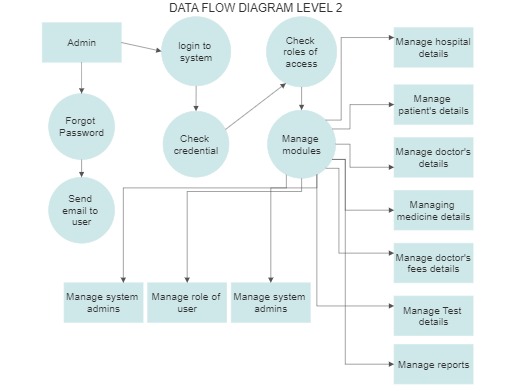 DATA FLOW DIAGRAM LEVEL 2
Admin
login to
system
Check
roles of
access
Manage hospital
details
Forgot
Password
Check
credential
Manage
modules
Manage
patient's details
Manage doctor's
details
Send
email to
user
Managing
medicine details
Manage doctor's
fees details
Manage system
admins
Manage role of
user
Manage system
admins
Manage Test
details
Manage reports